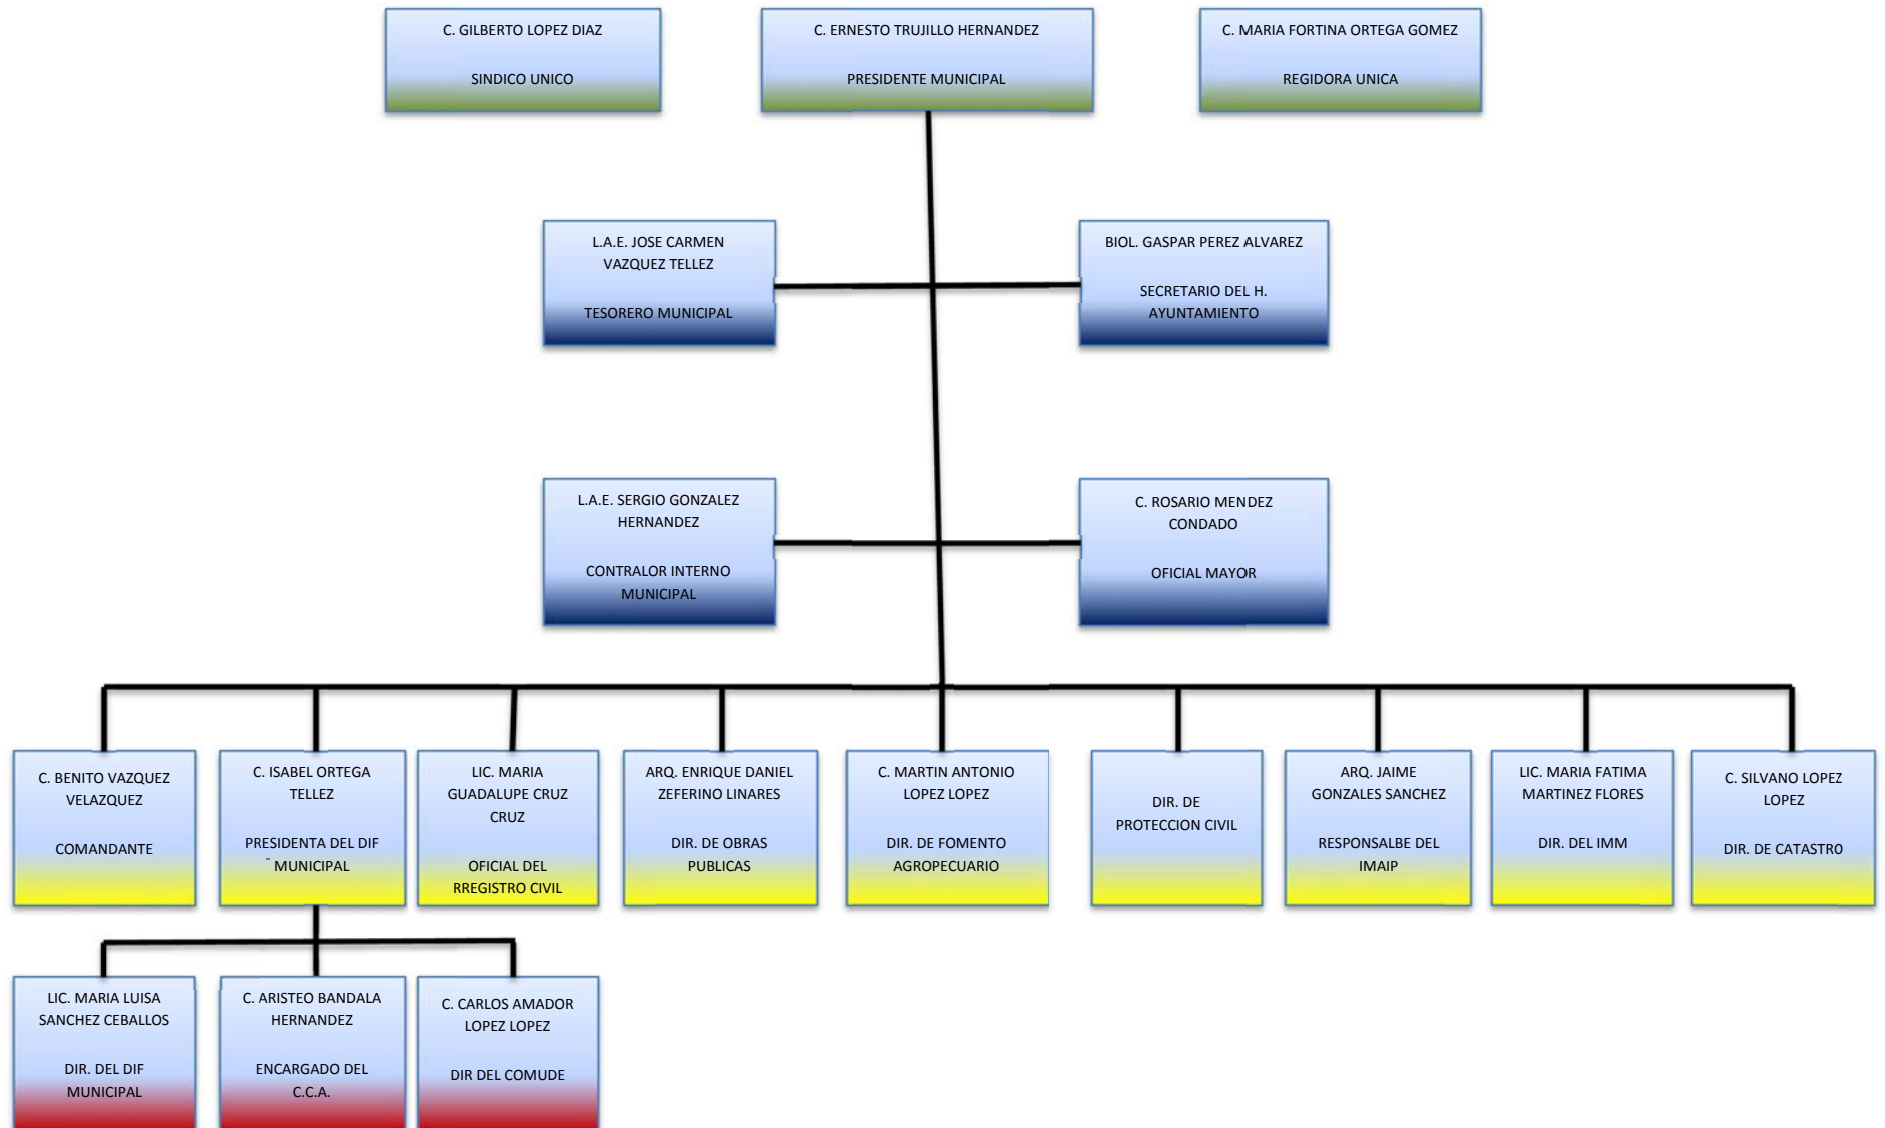 C. GILBERTO LOPEZ DIAZ
SINDICO UNICO
C. ERNESTO TRUJILLO HERNANDEZ
PRESIDENTE MUNICIPAL
C. MARIA FORTINA ORTEGA GOMEZ
REGIDORA UNICA
L.A.E. JOSE CARMEN
VAZQUEZ TELLEZ
TESORERO MUNICIPAL
BIOL. GASPAR PEREZ ALVAREZ
SECRETARIO DEL H.
AYUNTAMIENTO
L.A.E. SERGIO GONZALEZ
HERNANDEZ
CONTRALOR INTERNO
MUNICIPAL
C. ROSARIO MENDEZ
CONDADO
OFICIAL MAYOR
C. BENITO VAZQUEZ
VELAZQUEZ
COMANDANTE
C. ISABEL ORTEGA
TELLEZ
PRESIDENTA DEL DIF
MUNICIPAL
LIC. MARIA
GUADALUPE CRUZ
CRUZ
OFICIAL DEL
RREGISTRO CIVIL
ARQ. ENRIQUE DANIEL
ZEFERINO LINARES
DIR. DE OBRAS
PUBLICAS
C. MARTIN ANTONIO
LOPEZ LOPEZ
DIR. DE FOMENTO
AGROPECUARIO
DIR. DE
PROTECCION CIVIL
ARQ. JAIME
GONZALES SANCHEZ
RESPONSALBE DEL
IMAIP
LIC. MARIA FATIMA
MARTINEZ FLORES
DIR. DEL IMM
C. SILVANO LOPEZ
LOPEZ
DIR. DE CATASTRO
LIC. MARIA LUISA
SANCHEZ CEBALLOS
DIR. DEL DIF
MUNICIPAL
C. ARISTEO BANDALA
HERNANDEZ
ENCARGADO DEL
C.C.A.
C. CARLOS AMADOR
LOPEZ LOPEZ
DIR DEL COMUDE